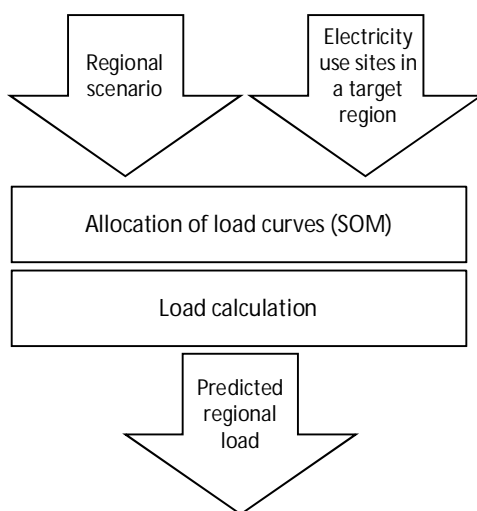 Regional
scenario
Electricity
use sites in
a target
region
Allocation of load curves (SOM)
Load calculation
Predicted
regional
load